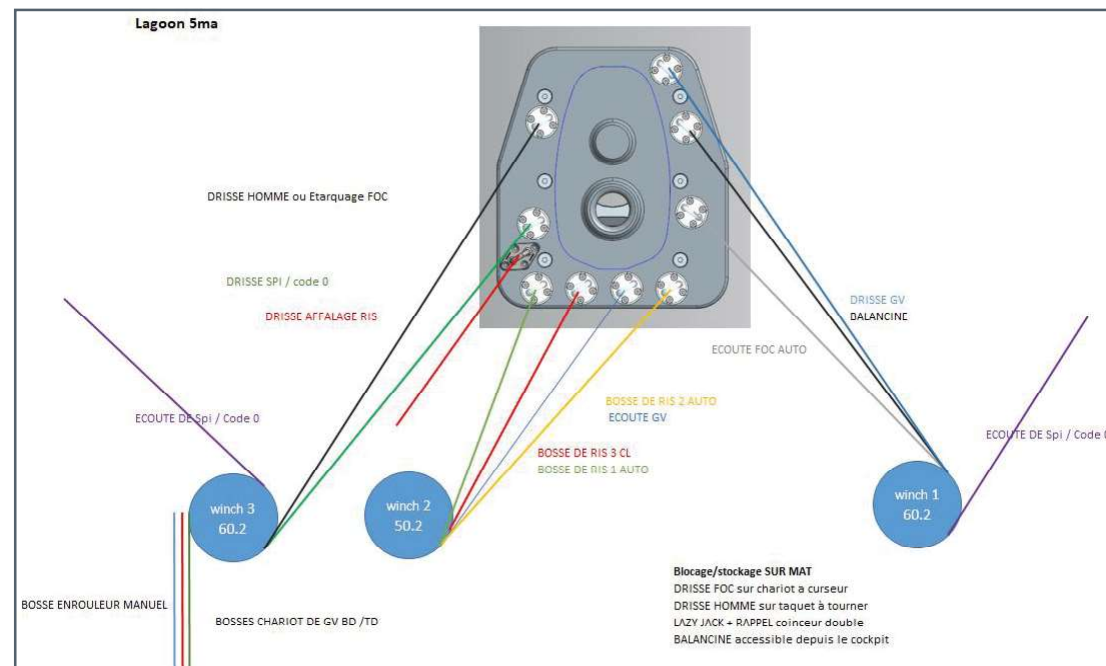 Lagoon 5ma
DRISSE HOMME ou Etarquage FOC
DRISSE SPI / code 0
DRISSE AFFALAGE RIS
DRISSE GV
BALANCINE
ECOUTE FOC AUTO
BOSSE DE RIS 2 AUTO
ECOUTE GV
ECOUTE DE Spi / Code 0
ECOUTE DE Spi / Code 0
BOSSE DE RIS 3 CL
BOSSE DE RIS 1 AUTO
winch 3
60.2
winch 2
50.2
winch 1
60.2
BOSSE ENROULEUR MANUEL
BOSSES CHARIOT DE GV BD /TD
Blocage/stockage SUR MAT
DRISSE FOC sur chariot a curseur
DRISSE HOMME sur taquet à tourner
LAZY JACK + RAPPEL coinceur double
BALANCINE accessible depuis le cockpit